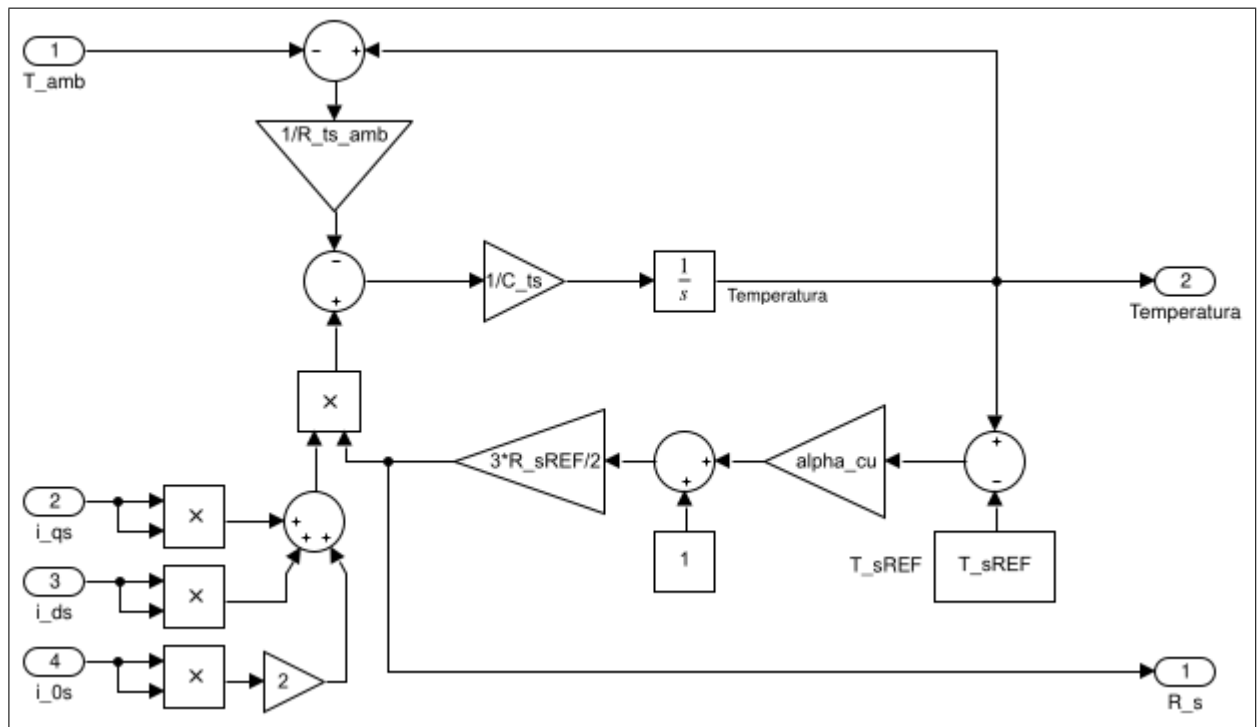 1
T_amb
− +
1/R_ts_amb
−
+
1/C_ts
1
s
Temperatura
2
Temperatura
×
3*R_sREF/2
+
+
alpha_cu
+
−
2
i_qs
×
+
+ +
1
T_sREF
T_sREF
3
i_ds
×
4
i_0s
×
2
1
R_s